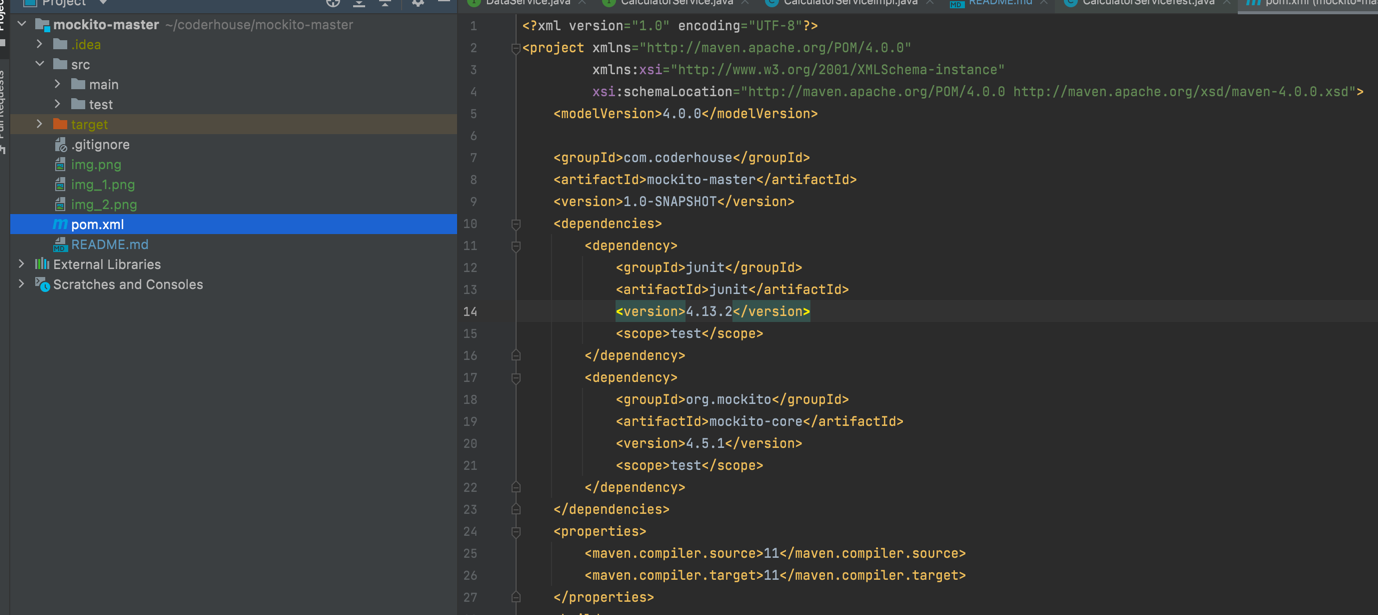 Project
DataService.java
CalculatorService.java
CalculatorServiceImpl.java
README.md
CalculatorServiceTest.java
pom.xml (mockito-ma
mockito-master ~/coderhouse/mockito-master
.idea
src
main
test
target
.gitignore
img.png
img_1.png
img_2.png
pom.xml
README.md
External Libraries
Scratches and Consoles
1 <?xml version="1.0" encoding="UTF-8"?>
2 <project xmlns="http://maven.apache.org/POM/4.0.0"
3 xmlns:xsi="http://www.w3.org/2001/XMLSchema-instance"
4 xsi:schemaLocation="http://maven.apache.org/POM/4.0.0 http://maven.apache.org/xsd/maven-4.0.0.xsd">
5 <modelVersion>4.0.0</modelVersion>
6
7 <groupId>com.coderhouse</groupId>
8 <artifactId>mockito-master</artifactId>
9 <version>1.0-SNAPSHOT</version>
10 <dependencies>
11 <dependency>
12 <groupId>junit</groupId>
13 <artifactId>junit</artifactId>
14 <version>4.13.2</version>
15 <scope>test</scope>
16 </dependency>
17 <dependency>
18 <groupId>org.mockito</groupId>
19 <artifactId>mockito-core</artifactId>
20 <version>4.5.1</version>
21 <scope>test</scope>
22 </dependency>
23 </dependencies>
24 <properties>
25 <maven.compiler.source>11</maven.compiler.source>
26 <maven.compiler.target>11</maven.compiler.target>
27 </properties>